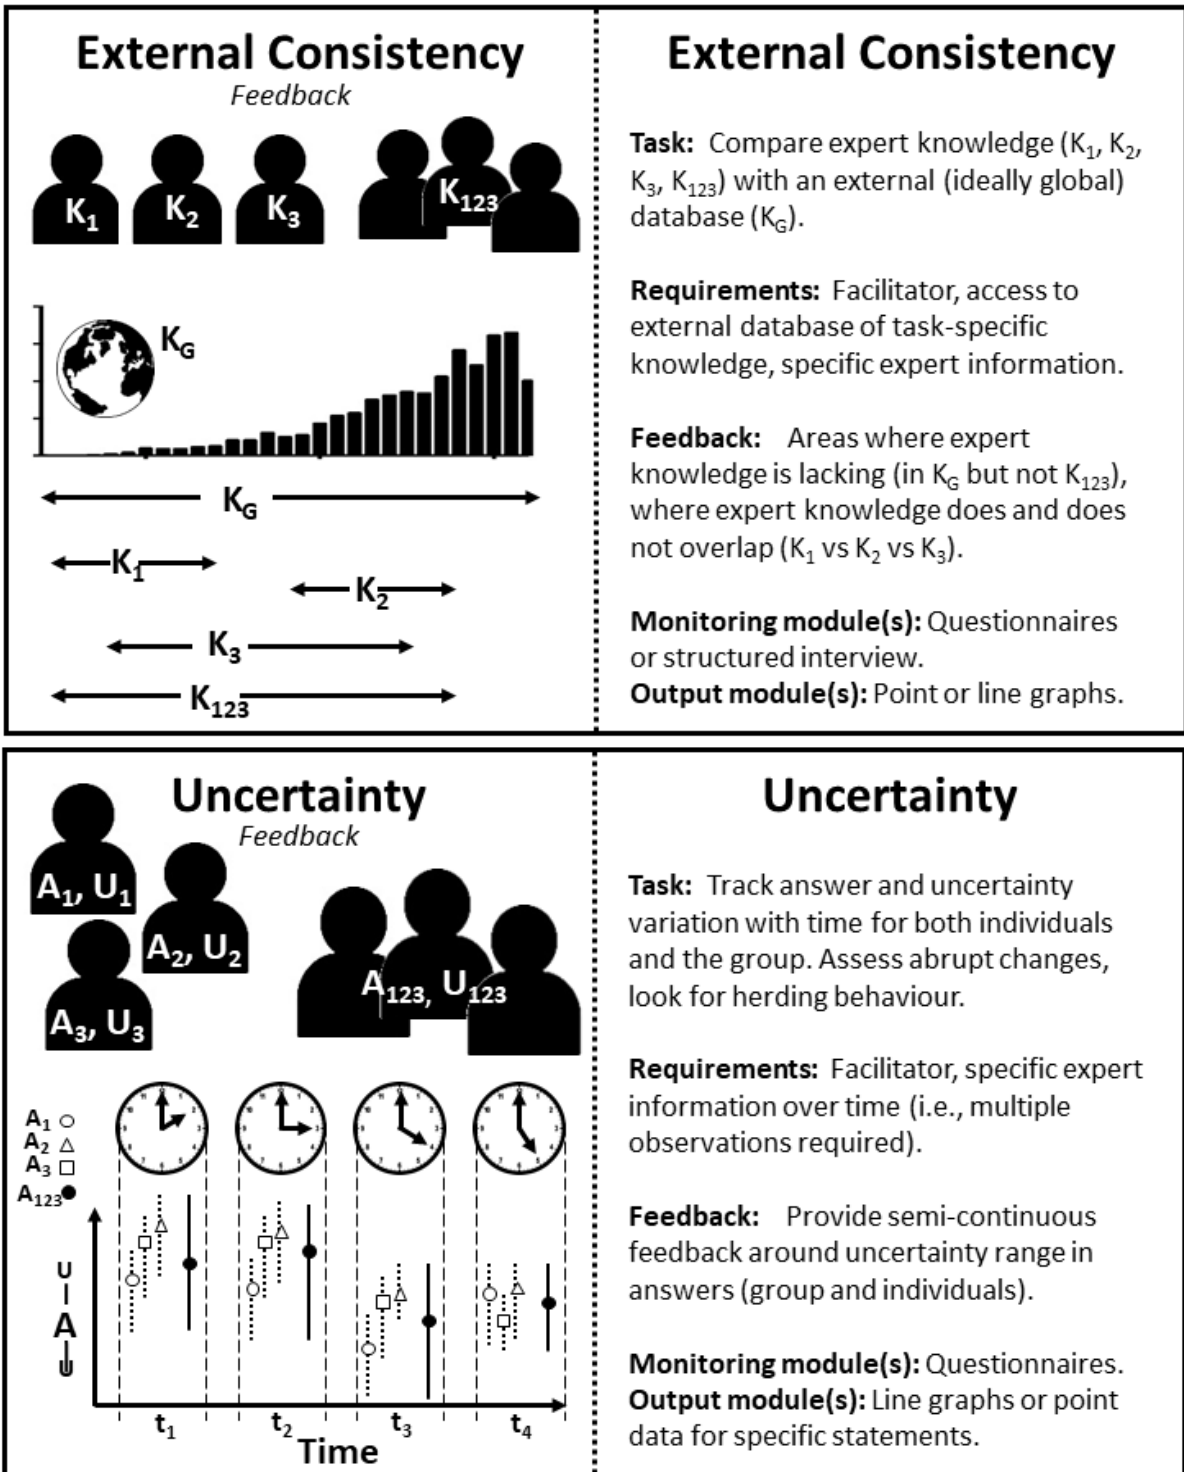 External Consistency
Feedback
K₁ K₂ K₃ K₁₂₃
K_G
K_G
K₁
K₂
K₃
K₁₂₃
External Consistency
Task: Compare expert knowledge (K₁, K₂,
K₃, K₁₂₃) with an external (ideally global)
database (K_G).
Requirements: Facilitator, access to
external database of task-specific
knowledge, specific expert information.
Feedback: Areas where expert
knowledge is lacking (in K_G but not K₁₂₃),
where expert knowledge does and does
not overlap (K₁ vs K₂ vs K₃).
Monitoring module(s): Questionnaires
or structured interview.
Output module(s): Point or line graphs.
Uncertainty
Feedback
A₁, U₁
A₂, U₂
A₃, U₃
A₁₂₃, U₁₂₃
A₁
A₂
A₃
A₁₂₃
U
A
U
t₁ t₂ t₃ t₄
Time
Uncertainty
Task: Track answer and uncertainty
variation with time for both individuals
and the group. Assess abrupt changes,
look for herding behaviour.
Requirements: Facilitator, specific expert
information over time (i.e., multiple
observations required).
Feedback: Provide semi-continuous
feedback around uncertainty range in
answers (group and individuals).
Monitoring module(s): Questionnaires.
Output module(s): Line graphs or point
data for specific statements.